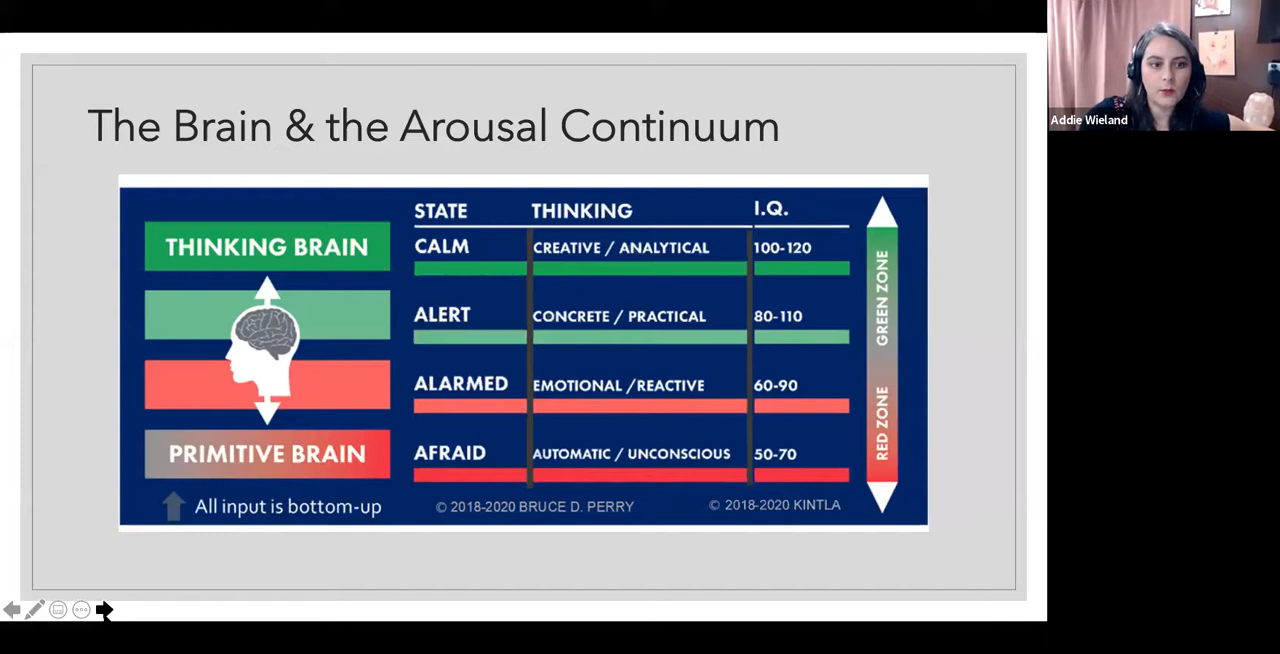 The Brain & the Arousal Continuum
Addie Wieland
STATE THINKING I.Q.
THINKING BRAIN
CALM CREATIVE / ANALYTICAL 100-120
ALERT CONCRETE / PRACTICAL 80-110
ALARMED EMOTIONAL /REACTIVE 60-90
PRIMITIVE BRAIN
AFRAID AUTOMATIC / UNCONSCIOUS 50-70
GREEN ZONE
RED ZONE
All input is bottom-up
© 2018-2020 BRUCE D. PERRY
© 2018-2020 KINTLA